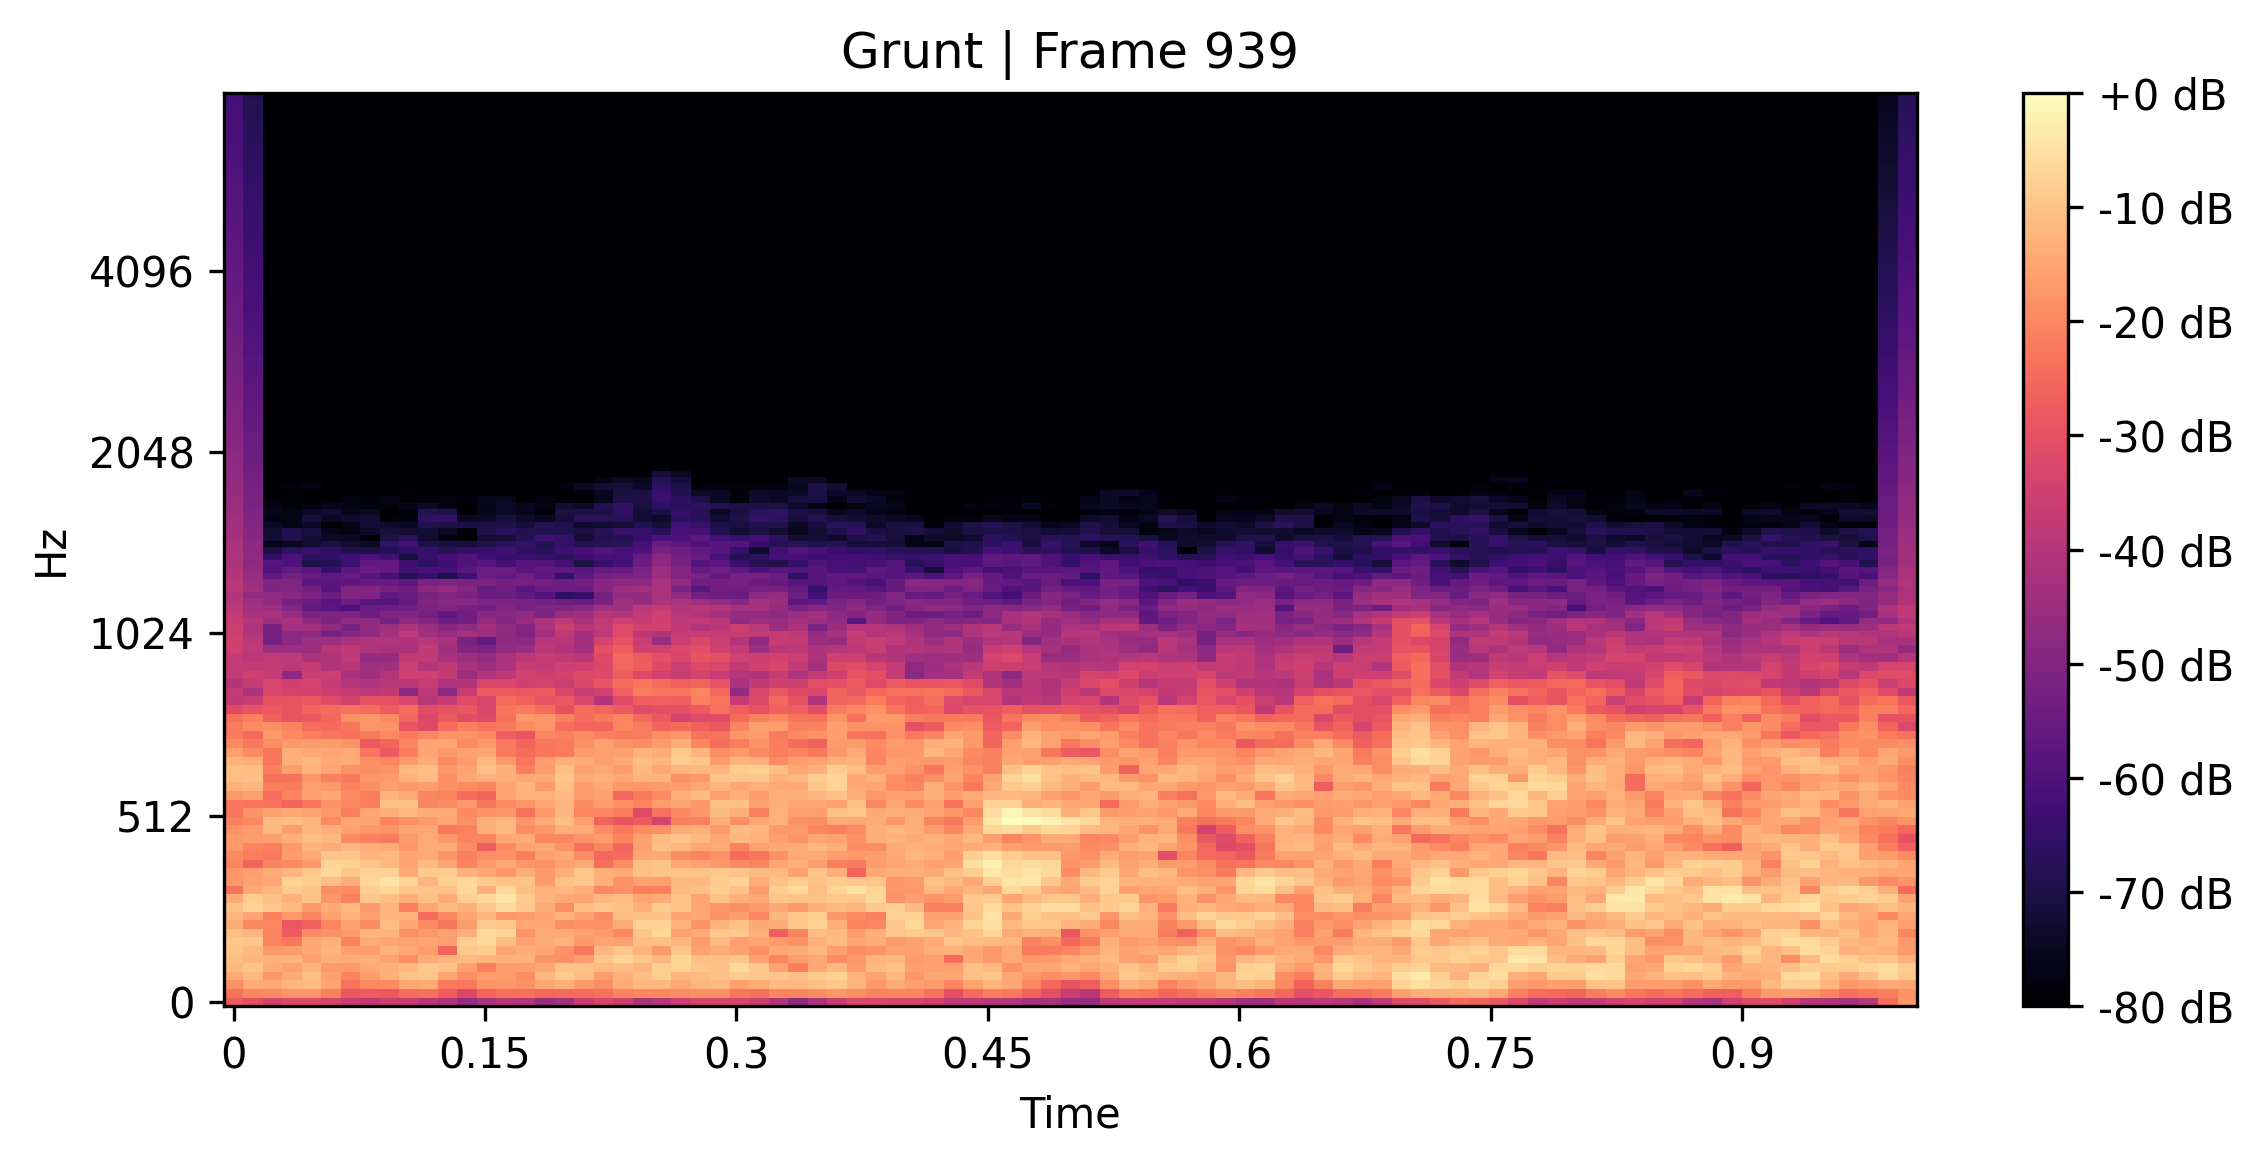 Grunt | Frame 939
+0 dB
-10 dB
-20 dB
-30 dB
-40 dB
-50 dB
-60 dB
-70 dB
-80 dB
Hz
4096
2048
1024
512
0
0 0.15 0.3 0.45 0.6 0.75 0.9
Time